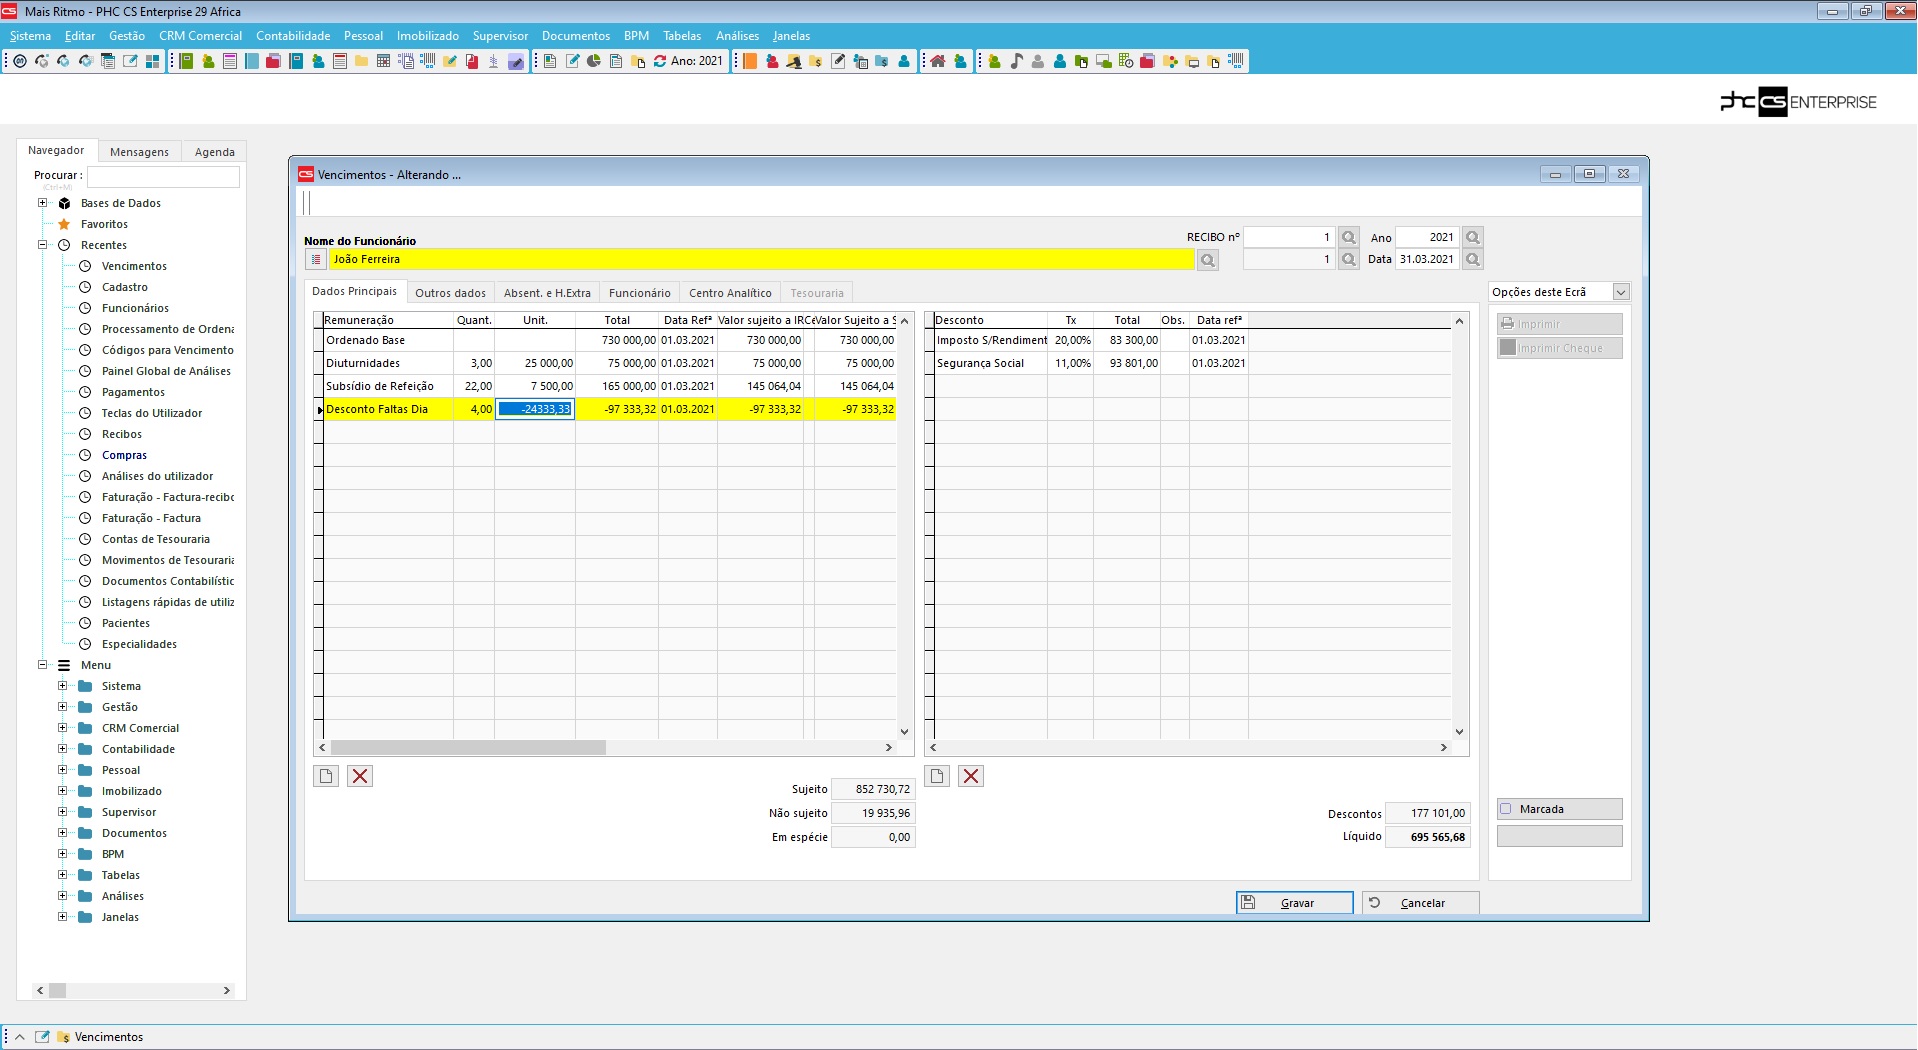 CS Mais Ritmo - PHC CS Enterprise 29 Africa
Sistema Editar Gestão CRM Comercial Contabilidade Pessoal Imobilizado Supervisor Documentos BPM Tabelas Análises Janelas
Ano: 2021
phc CS ENTERPRISE
Navegador Mensagens Agenda
Procurar :
(Ctrl+M)
Bases de Dados
Favoritos
Recentes
Vencimentos
Cadastro
Funcionários
Processamento de Ordena
Códigos para Vencimento
Painel Global de Análises
Pagamentos
Teclas do Utilizador
Recibos
Compras
Análises do utilizador
Faturação - Factura-recibo
Faturação - Factura
Contas de Tesouraria
Movimentos de Tesouraria
Documentos Contabilístic
Listagens rápidas de utiliz
Pacientes
Especialidades
Menu
Sistema
Gestão
CRM Comercial
Contabilidade
Pessoal
Imobilizado
Supervisor
Documentos
BPM
Tabelas
Análises
Janelas
CS Vencimentos - Alterando ...
Nome do Funcionário
João Ferreira
RECIBO nº 1 Ano 2021
1 Data 31.03.2021
Dados Principais Outros dados Absent. e H.Extra Funcionário Centro Analítico Tesouraria
Remuneração Quant. Unit. Total Data Refª Valor sujeito a IRC Valor Sujeito a S
Ordenado Base 730 000,00 01.03.2021 730 000,00 730 000,00
Diuturnidades 3,00 25 000,00 75 000,00 01.03.2021 75 000,00 75 000,00
Subsídio de Refeição 22,00 7 500,00 165 000,00 01.03.2021 145 064,04 145 064,04
Desconto Faltas Dia 4,00 -24333,33 -97 333,32 01.03.2021 -97 333,32 -97 333,32
Sujeito 852 730,72
Não sujeito 19 935,96
Em espécie 0,00
Desconto Tx Total Obs. Data refª
Imposto S/Rendiment 20,00% 83 300,00 01.03.2021
Segurança Social 11,00% 93 801,00 01.03.2021
Descontos 177 101,00
Líquido 695 565,68
Opções deste Ecrã
Imprimir
Imprimir Cheque
Marcada
Gravar Cancelar
Vencimentos